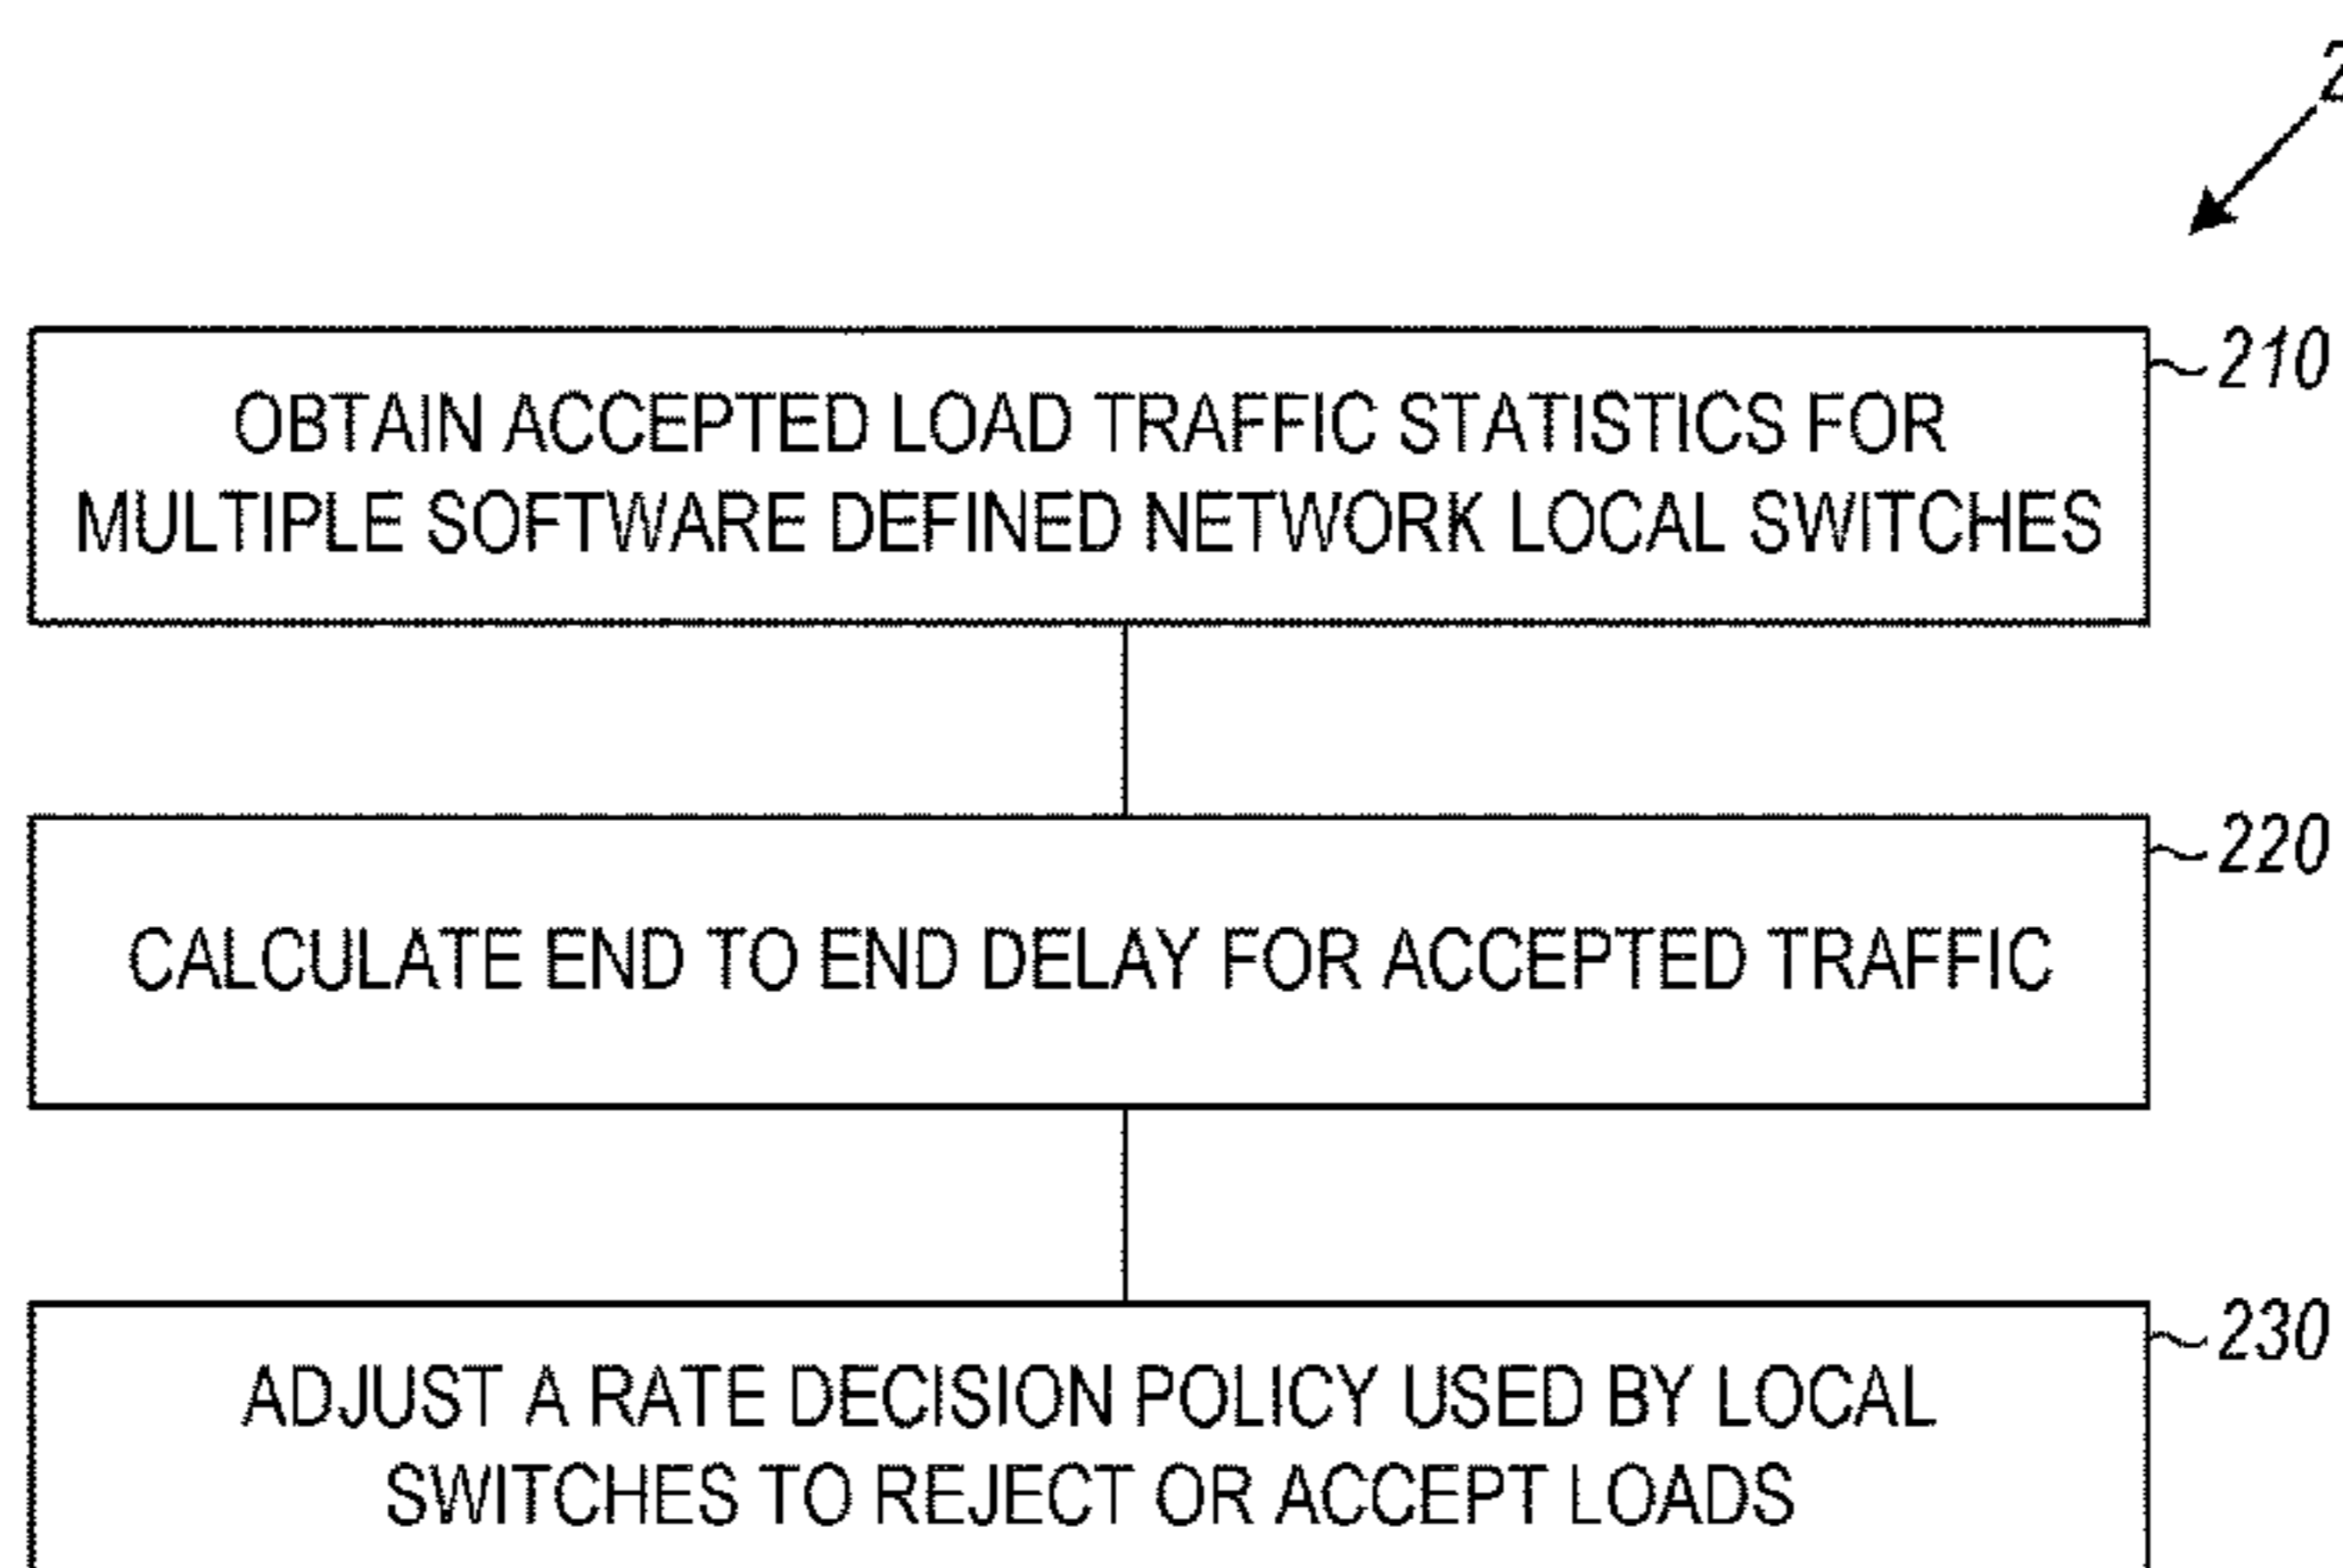 210
OBTAIN ACCEPTED LOAD TRAFFIC STATISTICS FOR
MULTIPLE SOFTWARE DEFINED NETWORK LOCAL SWITCHES
220
CALCULATE END TO END DELAY FOR ACCEPTED TRAFFIC
230
ADJUST A RATE DECISION POLICY USED BY LOCAL
SWITCHES TO REJECT OR ACCEPT LOADS